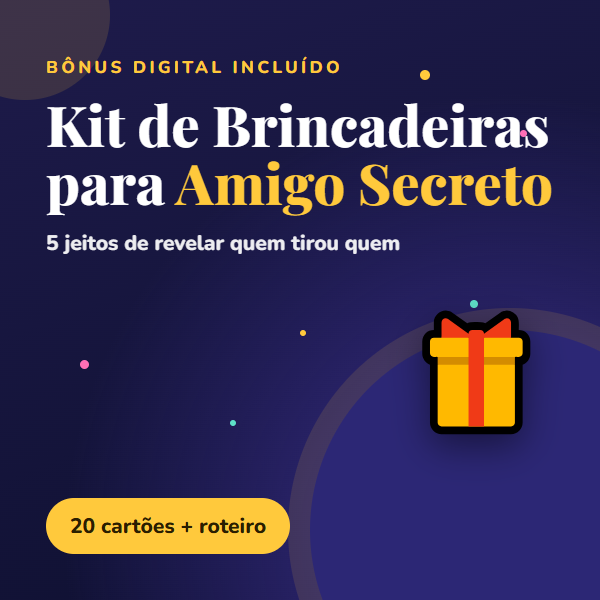 BÔNUS DIGITAL INCLUÍDO
Kit de Brincadeiras
para Amigo Secreto
5 jeitos de revelar quem tirou quem
20 cartões + roteiro